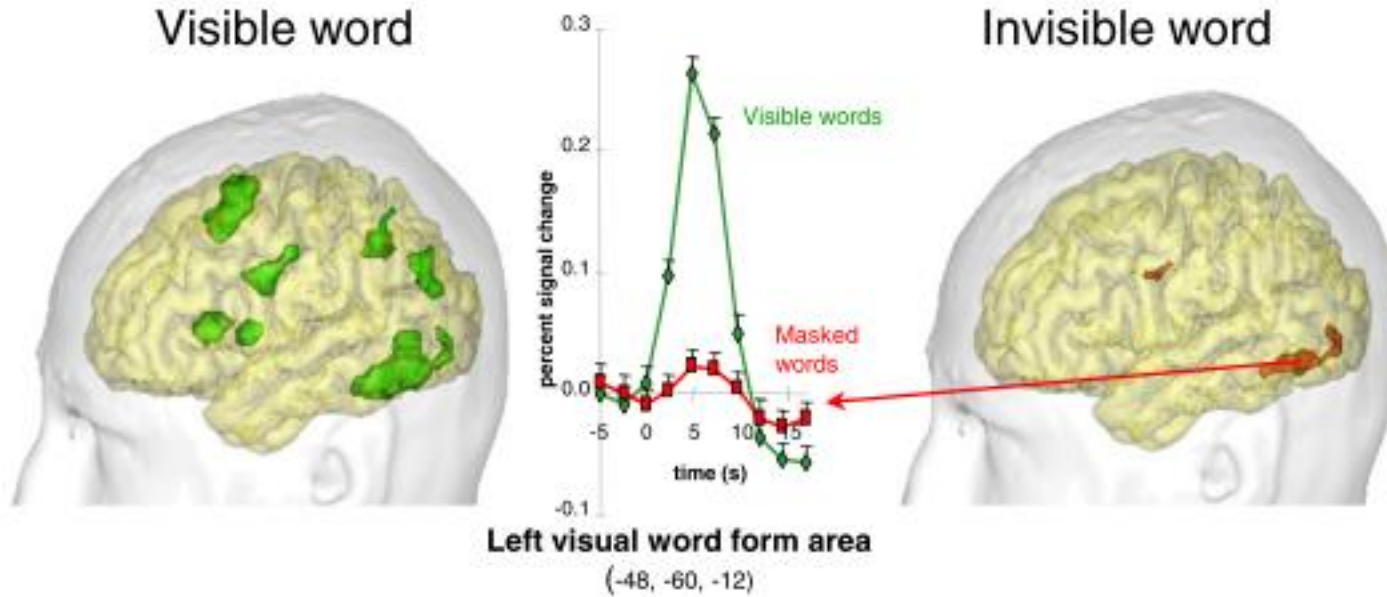 Visible word
Invisible word
0.3
0.2
0.1
0.0
-0.1
percent signal change
Visible words
Masked
words
-5
0
5
10
15
time (s)
Left visual word form area
(-48, -60, -12)